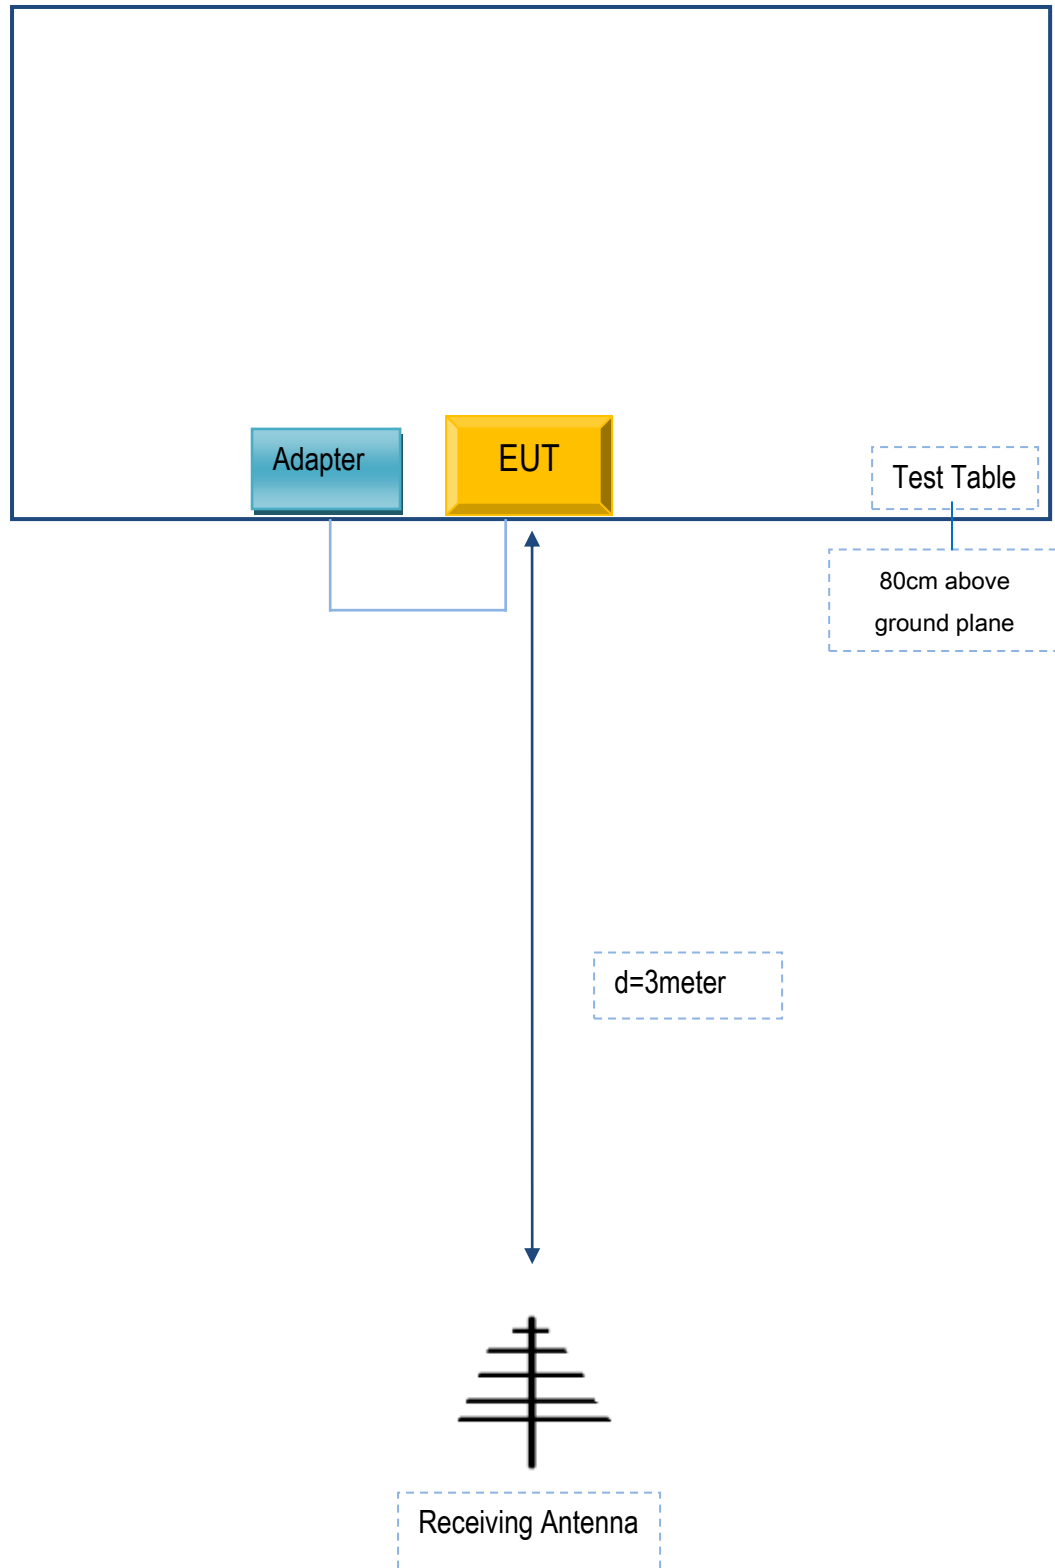 Adapter
EUT
Test Table
80cm above
ground plane
d=3meter
Receiving Antenna